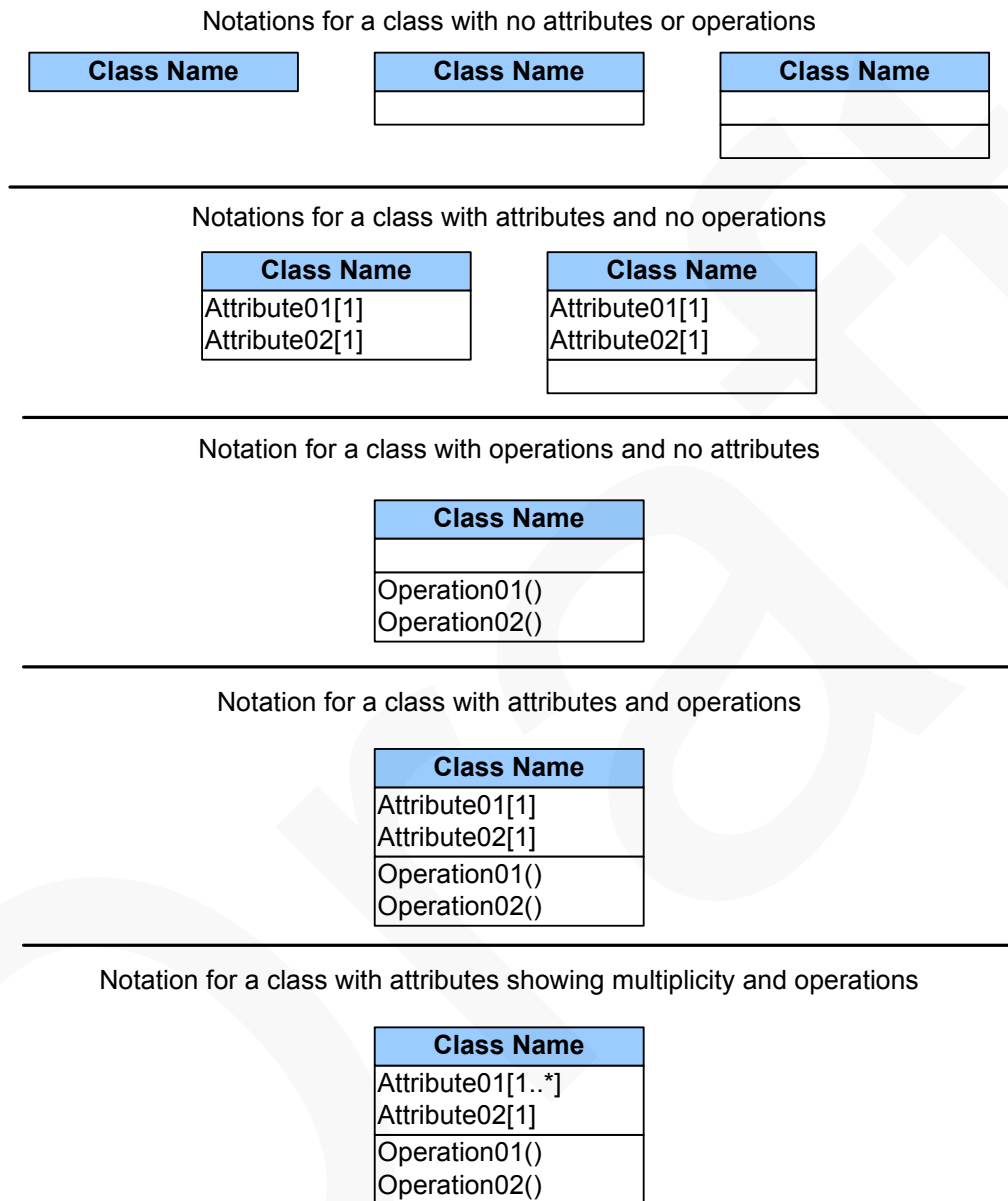 Notations for a class with no attributes or operations
Class Name
Class Name
Class Name
Notations for a class with attributes and no operations
Class Name
Attribute01[1]
Attribute02[1]
Class Name
Attribute01[1]
Attribute02[1]
Notation for a class with operations and no attributes
Class Name
Operation01()
Operation02()
Notation for a class with attributes and operations
Class Name
Attribute01[1]
Attribute02[1]
Operation01()
Operation02()
Notation for a class with attributes showing multiplicity and operations
Class Name
Attribute01[1..*]
Attribute02[1]
Operation01()
Operation02()
Draft